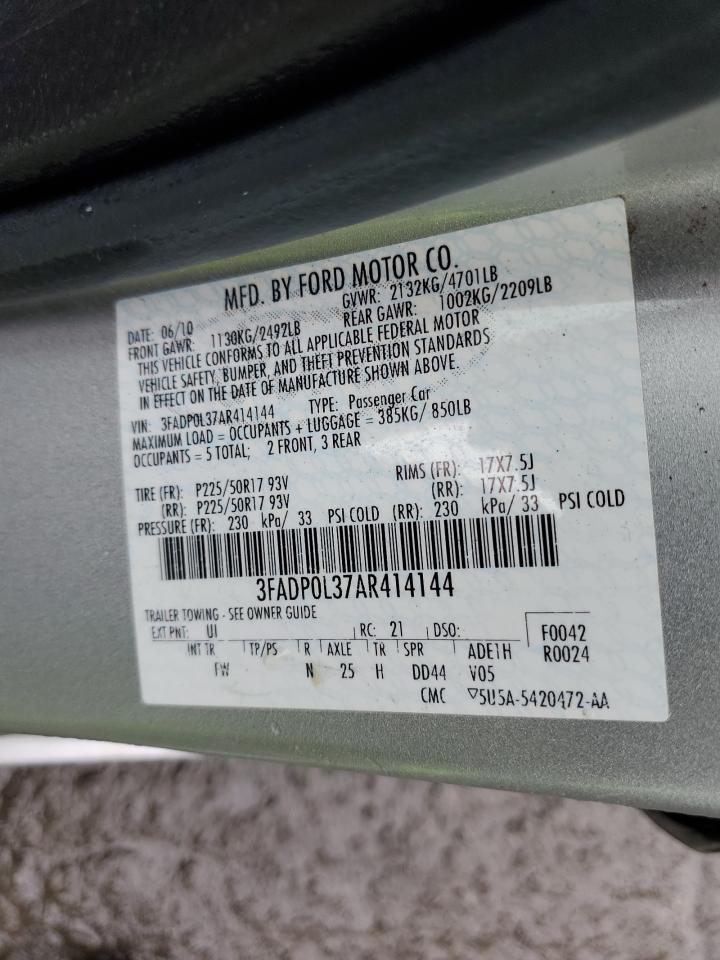 MFD. BY FORD MOTOR CO.
DATE: 06/10 GVWR: 2132KG/4701LB
FRONT GAWR: 1130KG/2492LB REAR GAWR: 1002KG/2209LB
THIS VEHICLE CONFORMS TO ALL APPLICABLE FEDERAL MOTOR
VEHICLE SAFETY, BUMPER, AND THEFT PREVENTION STANDARDS
IN EFFECT ON THE DATE OF MANUFACTURE SHOWN ABOVE.
VIN: 3FADP0L37AR414144 TYPE: Passenger Car
MAXIMUM LOAD = OCCUPANTS + LUGGAGE = 385KG/ 850LB
OCCUPANTS = 5 TOTAL; 2 FRONT, 3 REAR
TIRE (FR): P225/50R17 93V RIMS (FR): 17X7.5J
(RR): P225/50R17 93V (RR): 17X7.5J
PRESSURE (FR): 230 kPa/ 33 PSI COLD (RR): 230 kPa/ 33 PSI COLD
3FADP0L37AR414144
TRAILER TOWING - SEE OWNER GUIDE
EXT PNT: UI RC: 21 DSO: F0042
INT TR TP/PS R AXLE TR SPR ADE1H R0024
FW N 25 H DD44 V05
CMC ▽5U5A-5420472-AA